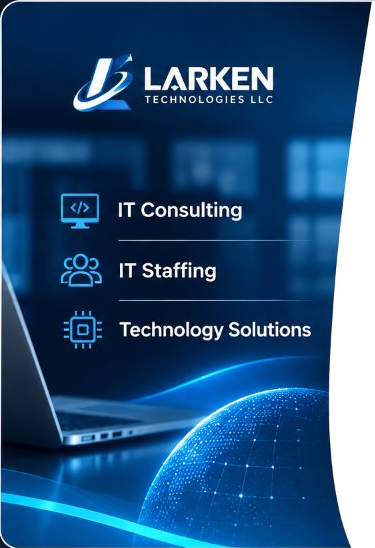 LARKEN
TECHNOLOGIES LLC
</>
IT Consulting
IT Staffing
Technology Solutions